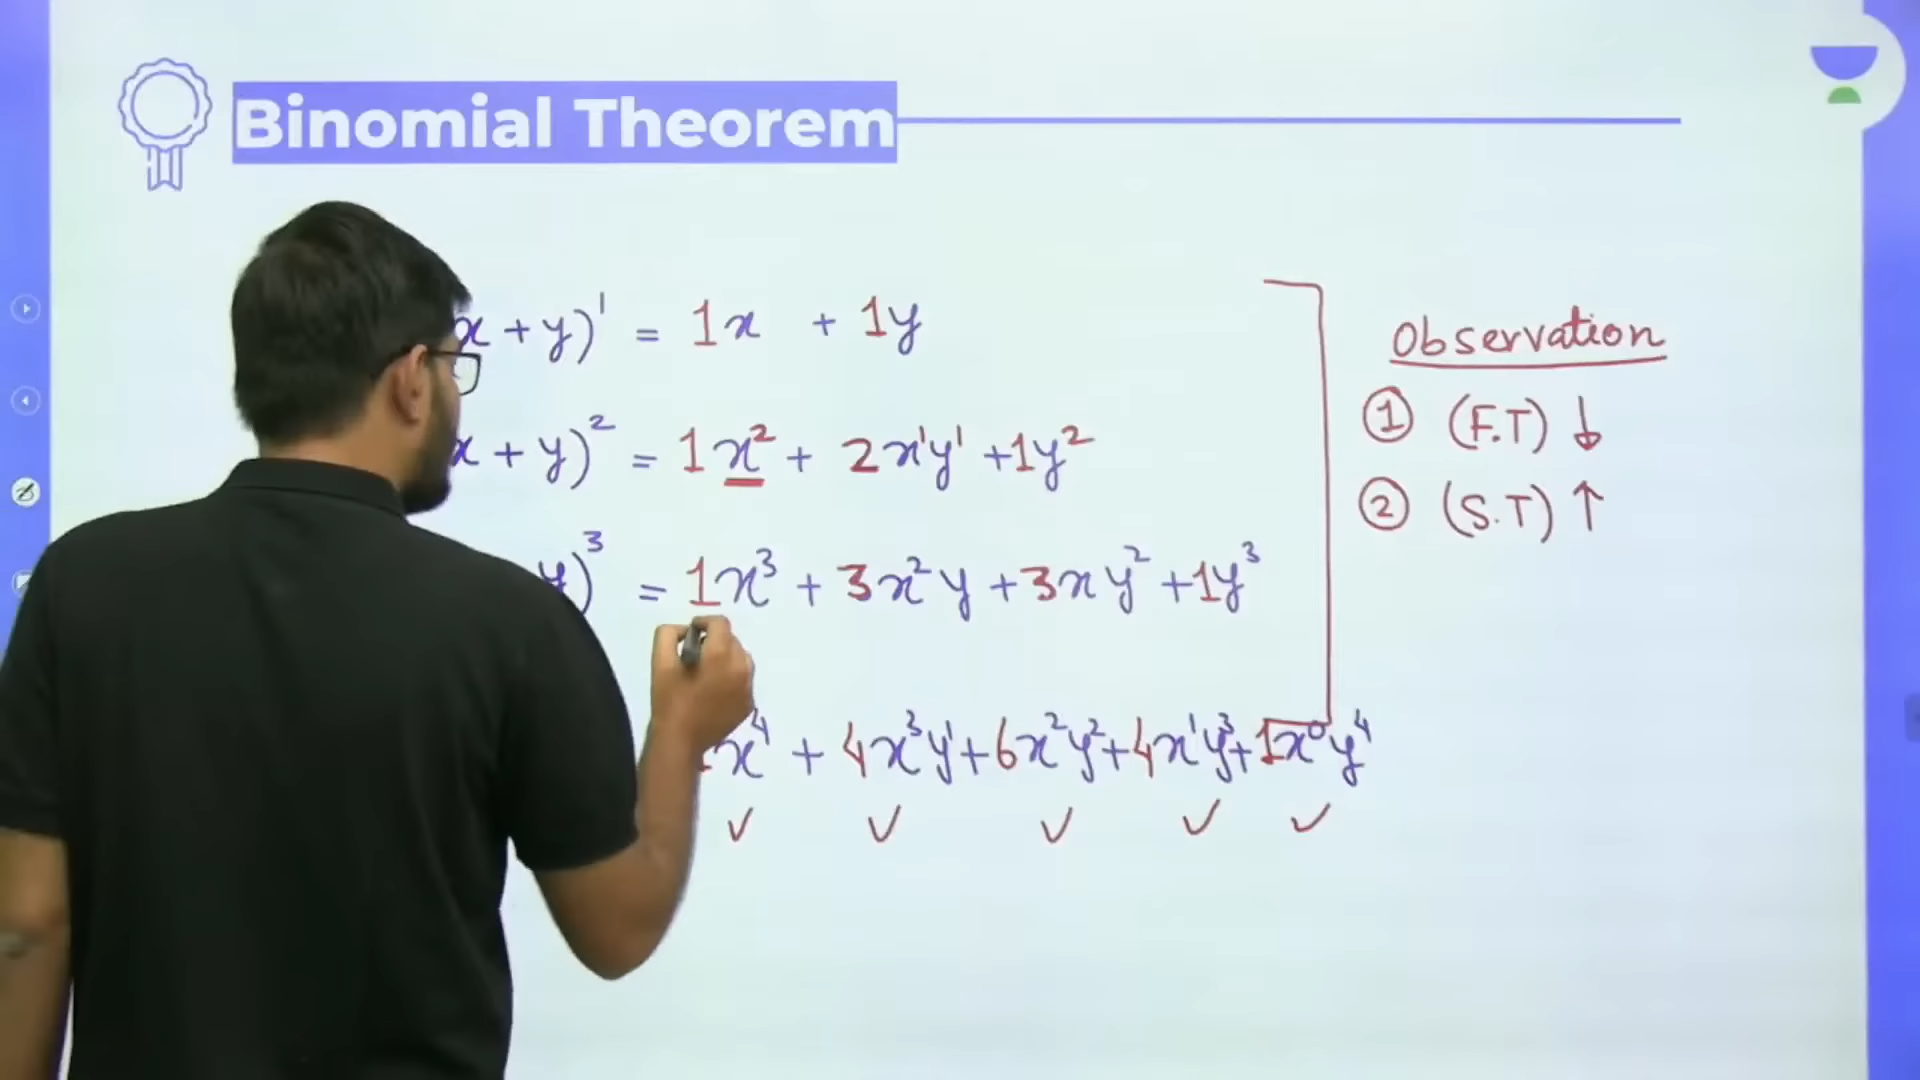 Binomial Theorem
x + y)¹ = 1x + 1y
x + y)² = 1x² + 2x¹y¹ + 1y²
y)³ = 1x³ + 3x²y + 3xy² + 1y³
x⁴ + 4x³y¹ + 6x²y² + 4x¹y³ + 1x⁰y⁴
Observation
① (F.T) ↓
② (S.T) ↑